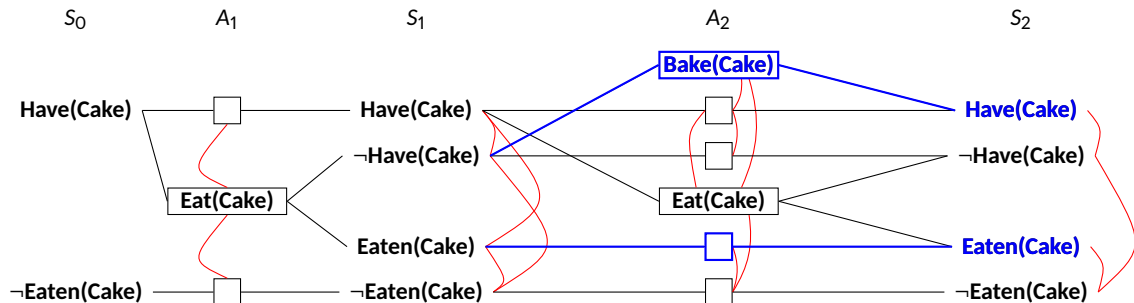 S0 A1 S1 A2 S2
Bake(Cake)
Have(Cake) Have(Cake) Have(Cake)
¬Have(Cake) ¬Have(Cake)
Eat(Cake) Eat(Cake)
Eaten(Cake) Eaten(Cake)
¬Eaten(Cake) ¬Eaten(Cake) ¬Eaten(Cake)